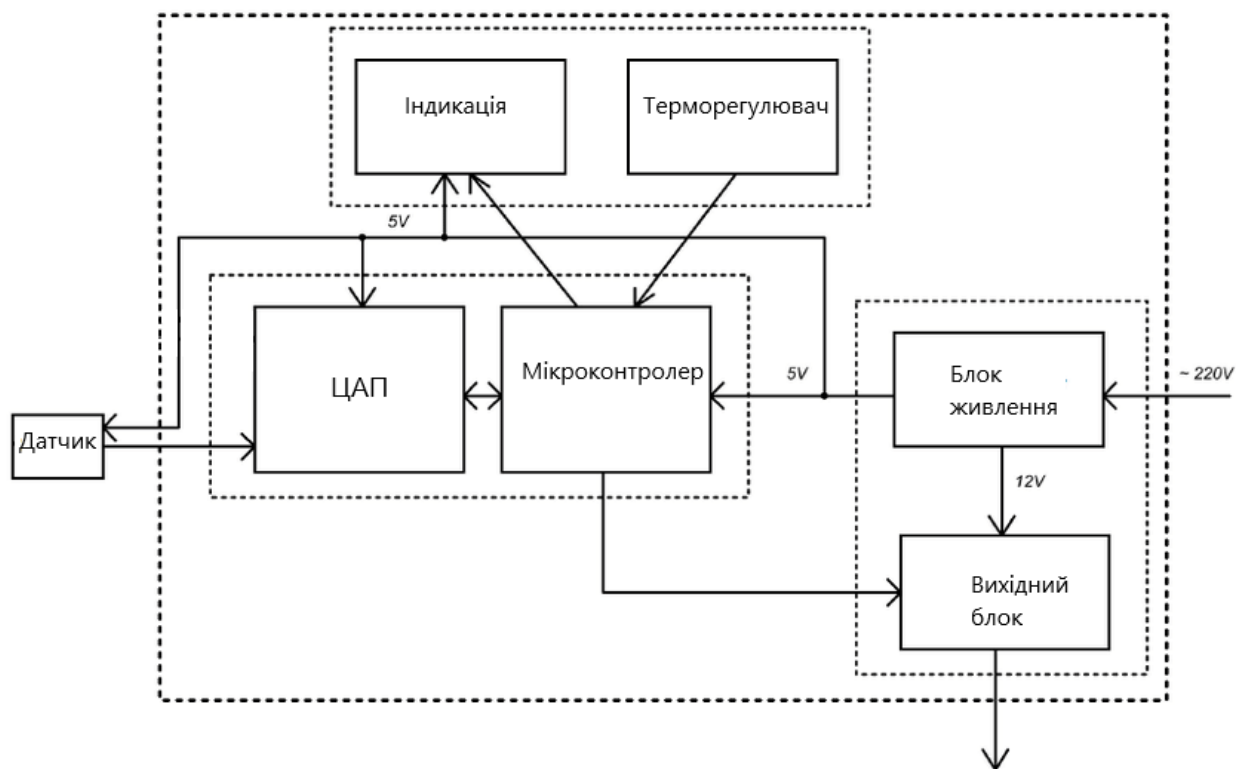 Індикація
Терморегулювач
5V
ЦАП
Мікроконтролер
5V
Блок
живлення
~ 220V
Датчик
12V
Вихідний
блок